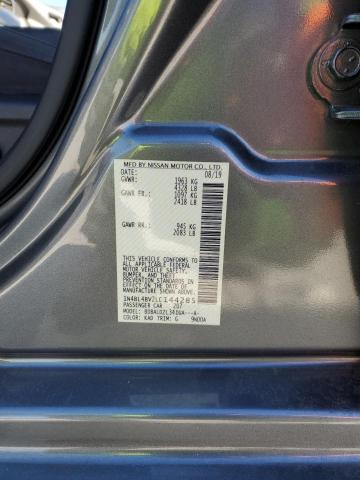 MFD BY NISSAN MOTOR CO., LTD.
DATE: 08/19
GVWR: 1963 KG
4328 LB
GAWR FR: 1097 KG
2418 LB
GAWR RR: 945 KG
2083 LB
THIS VEHICLE CONFORMS TO ALL
APPLICABLE FEDERAL
MOTOR VEHICLE SAFETY,
BUMPER, AND THEFT
PREVENTION STANDARDS
IN EFFECT ON THE DATE OF
MANUFACTURE SHOWN ABOVE.
1N4BL4BV2LC144285
PASSENGER CAR 207
MODEL:
COLOR: KAD TRIM: G